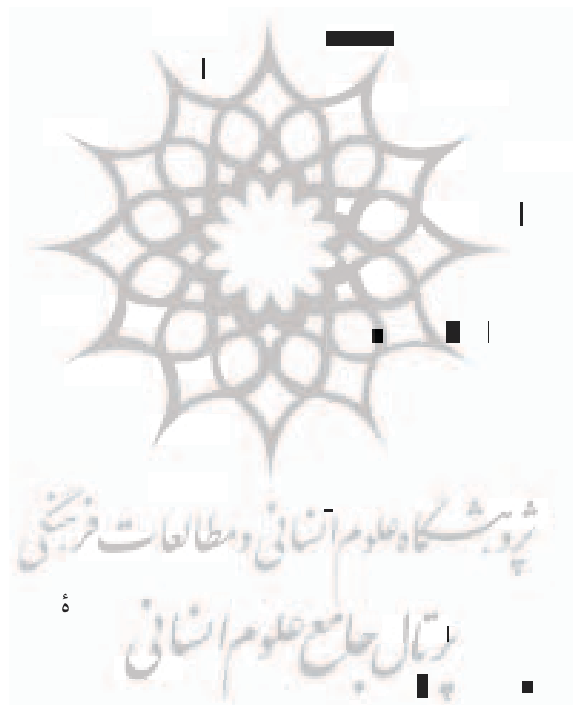 پژوهشگاه علوم انسانی و مطالعات فرهنگی
هٔ
پرتال جامع علوم انسانی